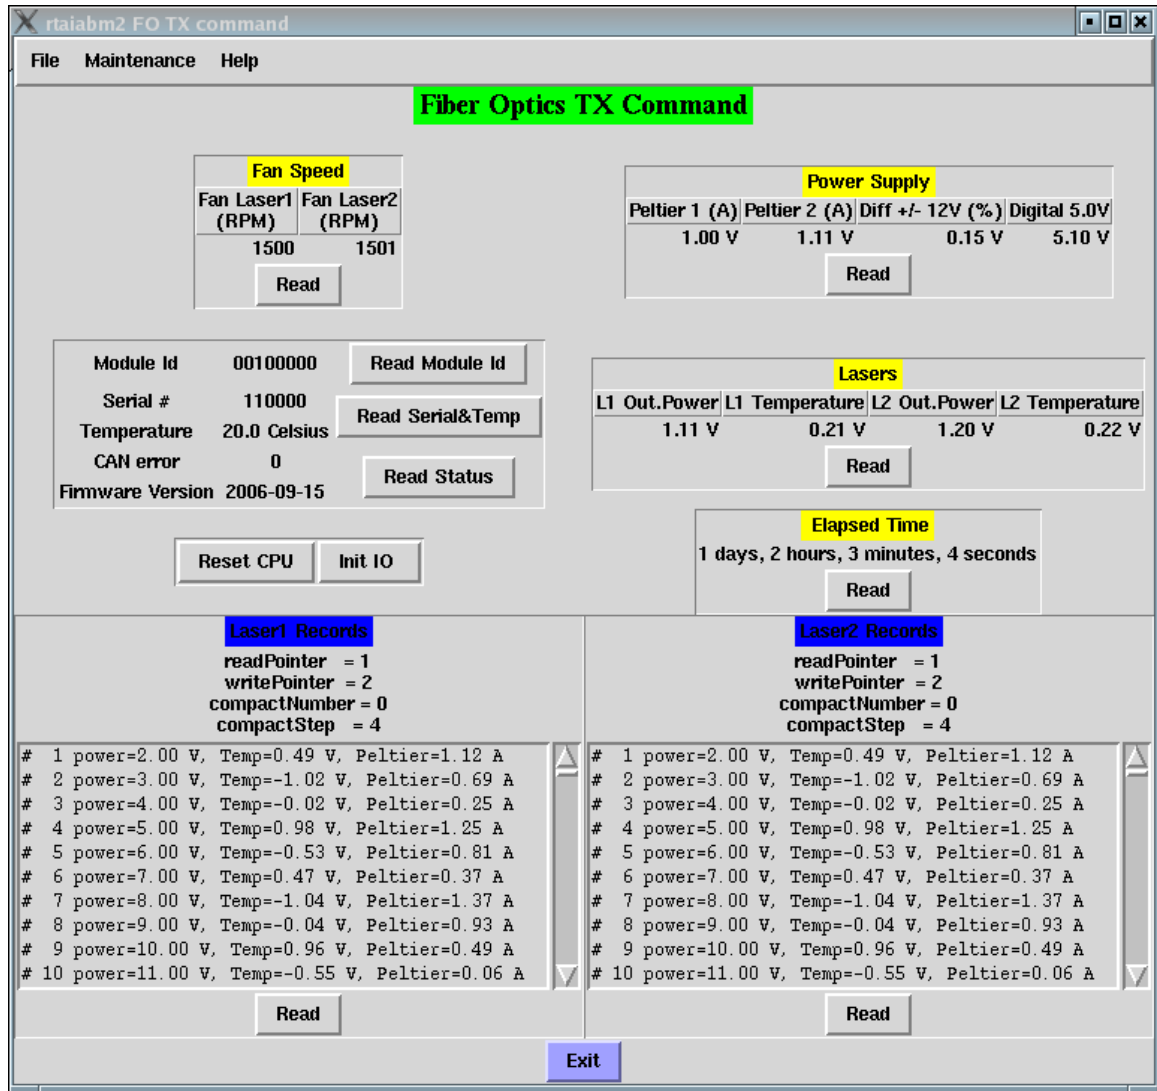 rtaiabm2 FO TX command
File Maintenance Help
Fiber Optics TX Command
Fan Speed
Fan Laser1 (RPM) Fan Laser2 (RPM)
1500 1501
Read
Power Supply
Peltier 1 (A) Peltier 2 (A) Diff +/- 12V (%) Digital 5.0V
1.00 V 1.11 V 0.15 V 5.10 V
Read
Module Id 00100000 Read Module Id
Serial # 110000
Read Serial&Temp
Temperature 20.0 Celsius
CAN error 0
Read Status
Firmware Version 2006-09-15
Lasers
L1 Out.Power L1 Temperature L2 Out.Power L2 Temperature
1.11 V 0.21 V 1.20 V 0.22 V
Read
Reset CPU Init IO
Elapsed Time
1 days, 2 hours, 3 minutes, 4 seconds
Read
Laser1 Records
readPointer = 1
writePointer = 2
compactNumber = 0
compactStep = 4
# 1 power=2.00 V, Temp=0.49 V, Peltier=1.12 A
# 2 power=3.00 V, Temp=-1.02 V, Peltier=0.69 A
# 3 power=4.00 V, Temp=-0.02 V, Peltier=0.25 A
# 4 power=5.00 V, Temp=0.98 V, Peltier=1.25 A
# 5 power=6.00 V, Temp=-0.53 V, Peltier=0.81 A
# 6 power=7.00 V, Temp=0.47 V, Peltier=0.37 A
# 7 power=8.00 V, Temp=-1.04 V, Peltier=1.37 A
# 8 power=9.00 V, Temp=-0.04 V, Peltier=0.93 A
# 9 power=10.00 V, Temp=0.96 V, Peltier=0.49 A
# 10 power=11.00 V, Temp=-0.55 V, Peltier=0.06 A
Read
Laser2 Records
readPointer = 1
writePointer = 2
compactNumber = 0
compactStep = 4
# 1 power=2.00 V, Temp=0.49 V, Peltier=1.12 A
# 2 power=3.00 V, Temp=-1.02 V, Peltier=0.69 A
# 3 power=4.00 V, Temp=-0.02 V, Peltier=0.25 A
# 4 power=5.00 V, Temp=0.98 V, Peltier=1.25 A
# 5 power=6.00 V, Temp=-0.53 V, Peltier=0.81 A
# 6 power=7.00 V, Temp=0.47 V, Peltier=0.37 A
# 7 power=8.00 V, Temp=-1.04 V, Peltier=1.37 A
# 8 power=9.00 V, Temp=-0.04 V, Peltier=0.93 A
# 9 power=10.00 V, Temp=0.96 V, Peltier=0.49 A
# 10 power=11.00 V, Temp=-0.55 V, Peltier=0.06 A
Read
Exit